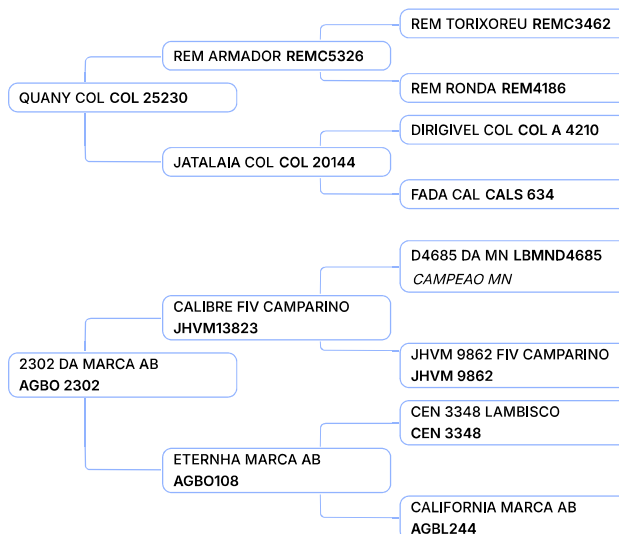 REM TORIXOREU REMC3462
REM ARMADOR REMC5326
REM RONDA REM4186
QUANY COL COL 25230
DIRIGIVEL COL COL A 4210
JATALAIA COL COL 20144
FADA CAL CALS 634
D4685 DA MN LBMND4685
CAMPEAO MN
CALIBRE FIV CAMPARINO
JHVM13823
JHVM 9862 FIV CAMPARINO
JHVM 9862
2302 DA MARCA AB
AGBO 2302
CEN 3348 LAMBISCO
CEN 3348
ETERNHA MARCA AB
AGBO108
CALIFORNIA MARCA AB
AGBL244